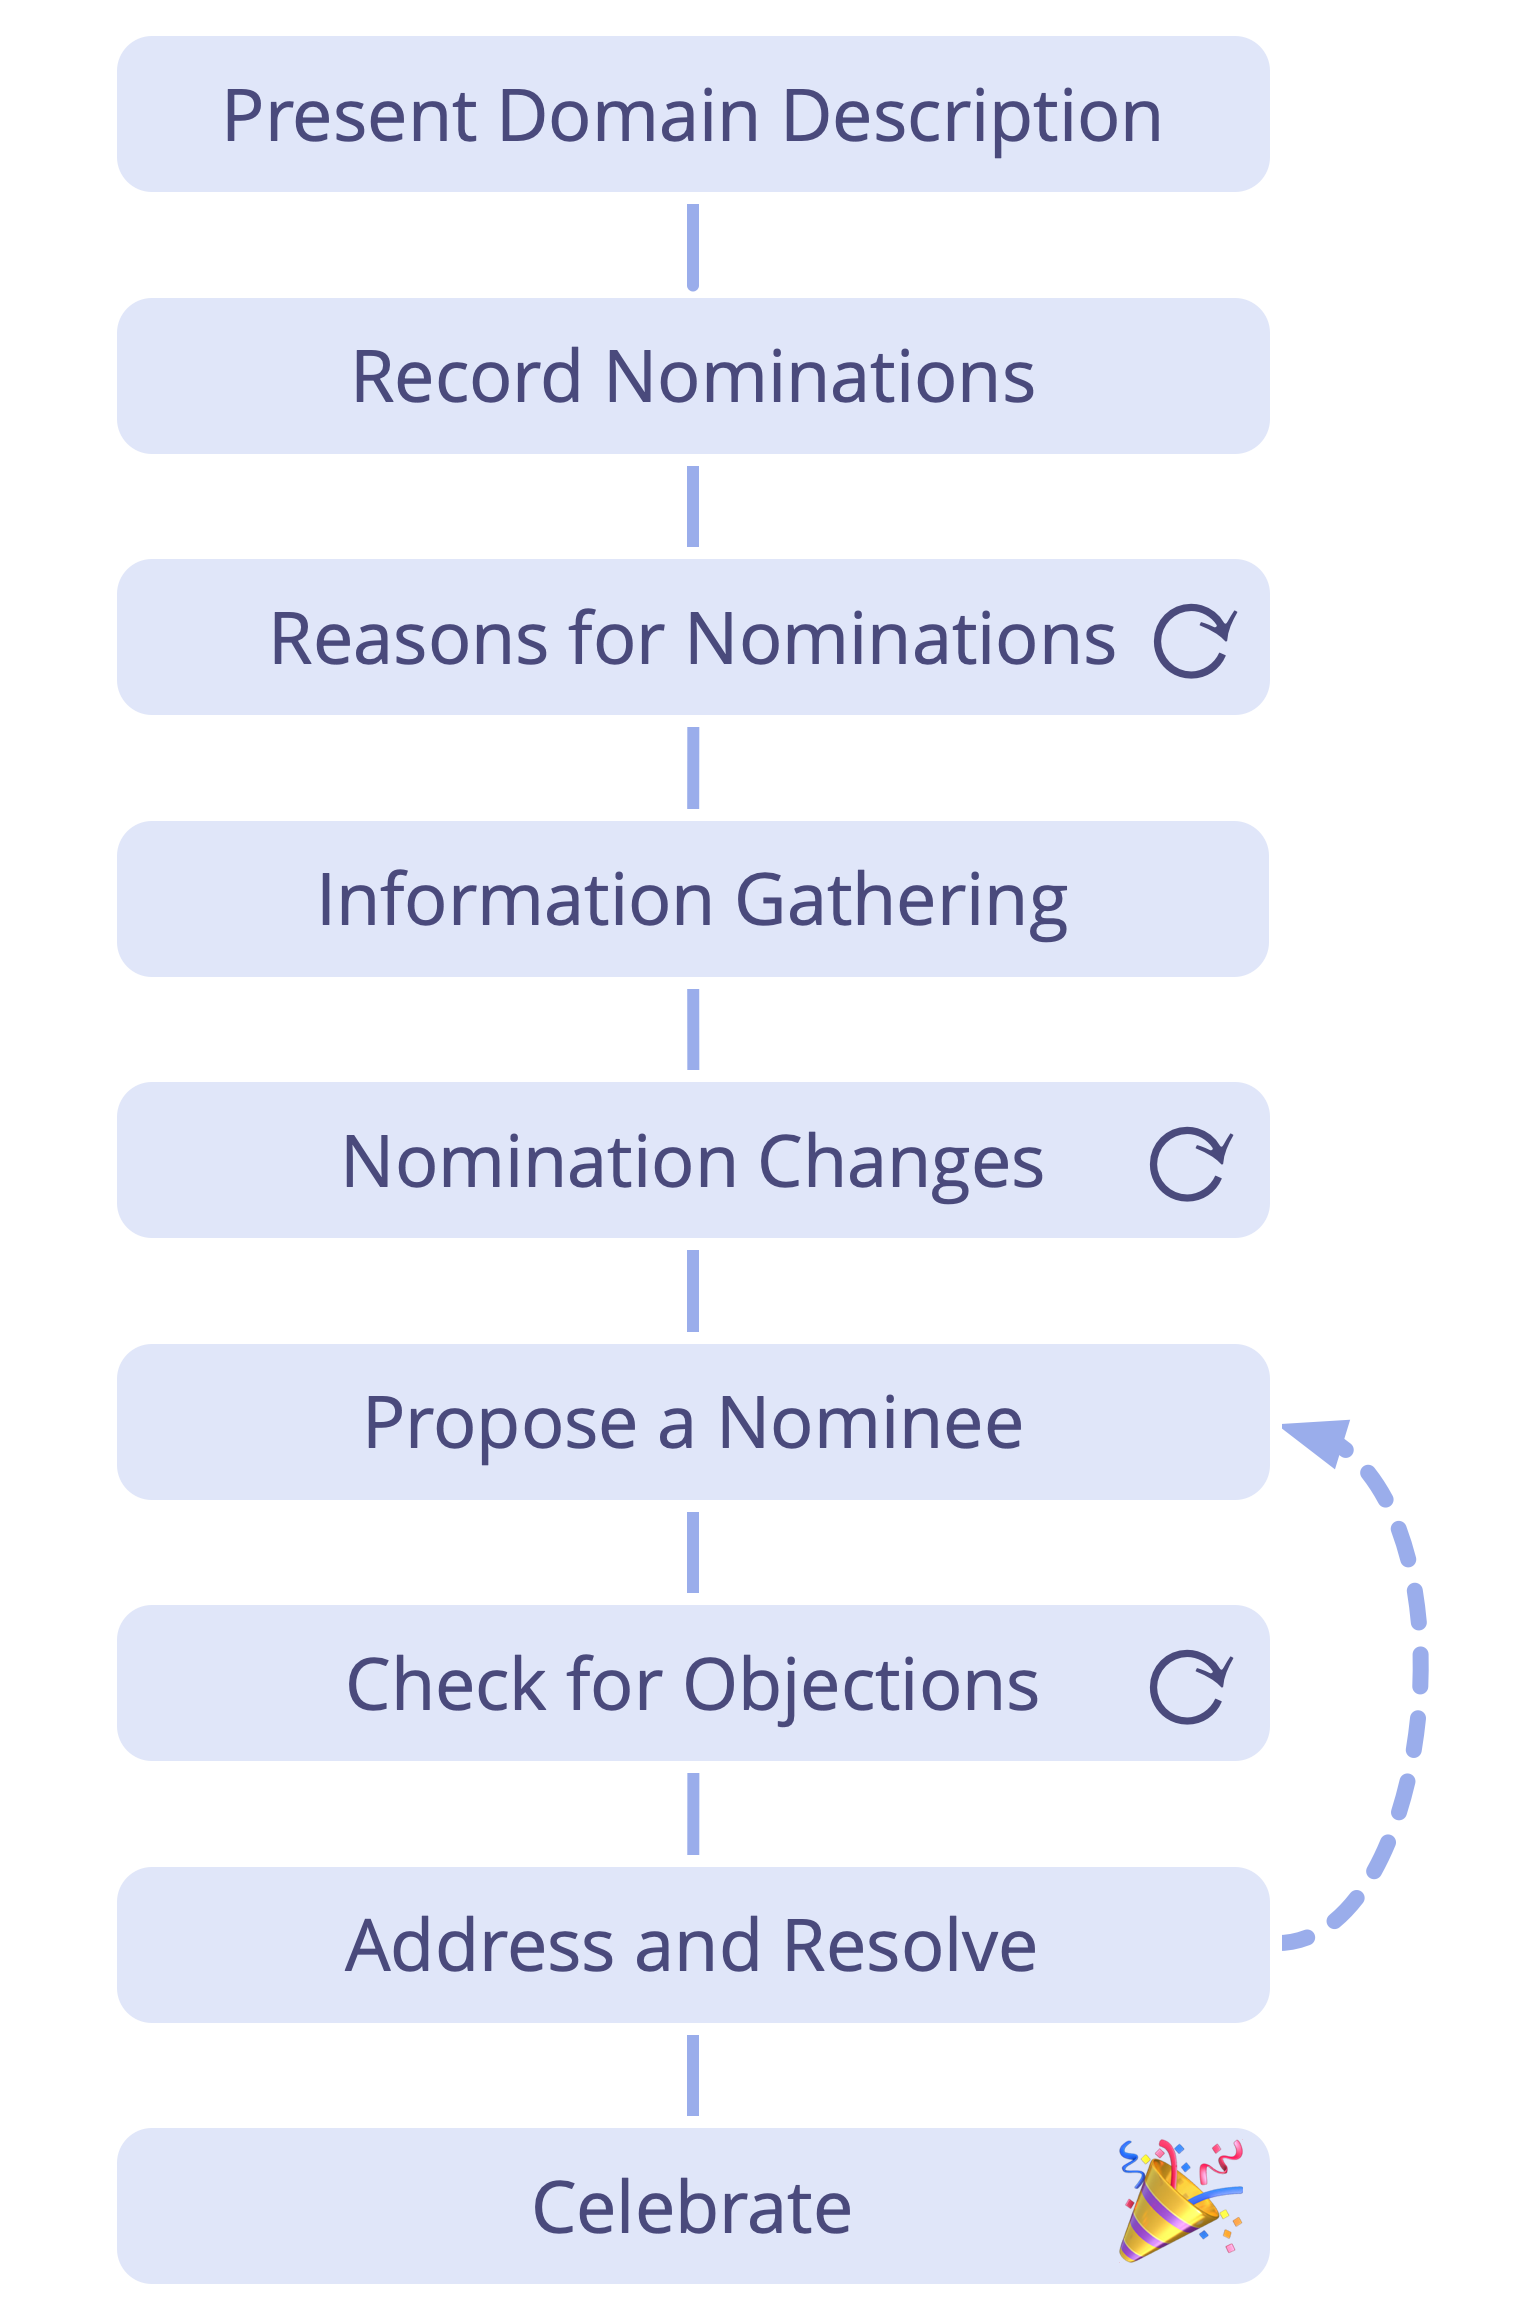 Present Domain Description
Record Nominations
Reasons for Nominations
Information Gathering
Nomination Changes
Propose a Nominee
Check for Objections
Address and Resolve
Celebrate